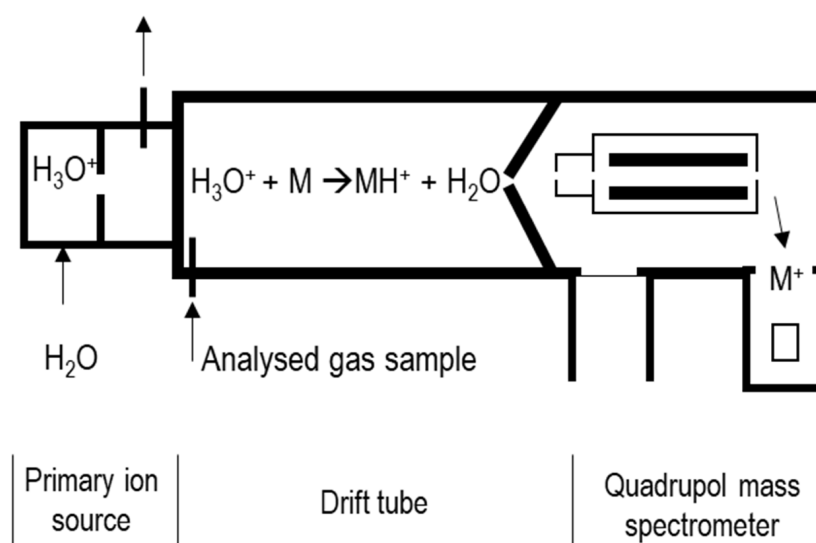 H₃O⁺
H₃O⁺ + M →MH⁺ + H₂O
M⁺
H₂O
Analysed gas sample
Primary ion
source
Drift tube
Quadrupol mass
spectrometer